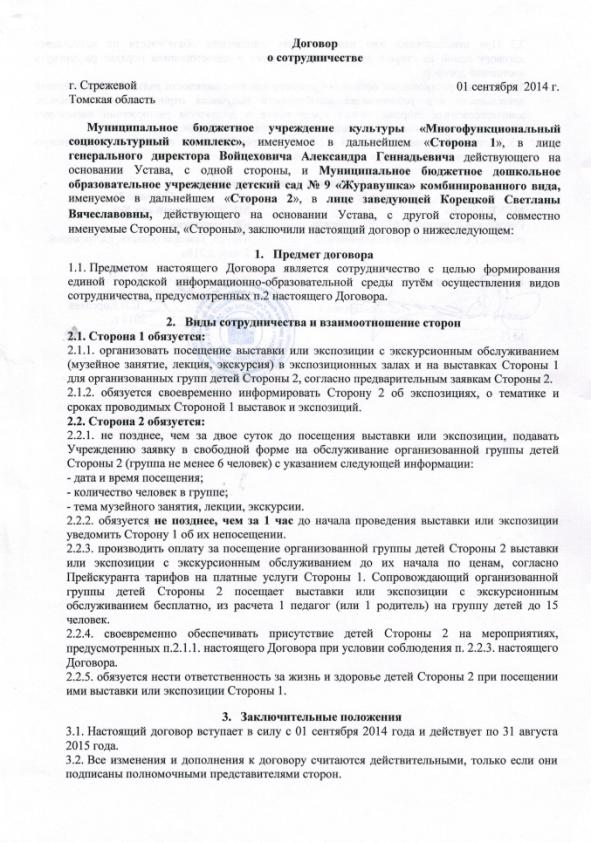 Договор
о сотрудничестве
г. Стрежевой 01 сентября 2014 г.
Томская область
Муниципальное бюджетное учреждение культуры «Многофункциональный
социокультурный комплекс», именуемое в дальнейшем «Сторона 1», в лице
генерального директора Войцеховича Александра Геннадьевича действующего на
основании Устава, с одной стороны, и Муниципальное бюджетное дошкольное
образовательное учреждение детский сад № 9 «Журавушка» комбинированного вида,
именуемое в дальнейшем «Сторона 2», в лице заведующей Корецкой Светланы
Вячеславовны, действующего на основании Устава, с другой стороны, совместно
именуемые Стороны, «Стороны», заключили настоящий договор о нижеследующем:
1. Предмет договора
1.1. Предметом настоящего Договора является сотрудничество с целью формирования
единой городской информационно-образовательной среды путём осуществления видов
сотрудничества, предусмотренных п.2 настоящего Договора.
2. Виды сотрудничества и взаимоотношение сторон
2.1. Сторона 1 обязуется:
2.1.1. организовать посещение выставки или экспозиции с экскурсионным обслуживанием
(музейное занятие, лекция, экскурсия) в экспозиционных залах и на выставках Стороны 1
для организованных групп детей Стороны 2, согласно предварительным заявкам Стороны 2.
2.1.2. обязуется своевременно информировать Сторону 2 об экспозициях, о тематике и
сроках проводимых Стороной 1 выставок и экспозиций.
2.2. Сторона 2 обязуется:
2.2.1. не позднее, чем за двое суток до посещения выставки или экспозиции, подавать
Учреждению заявку в свободной форме на обслуживание организованной группы детей
Стороны 2 (группа не менее 6 человек) с указанием следующей информации:
- дата и время посещения;
- количество человек в группе;
- тема музейного занятия, лекции, экскурсии.
2.2.2. обязуется не позднее, чем за 1 час до начала проведения выставки или экспозиции
уведомить Сторону 1 об их непосещении.
2.2.3. производить оплату за посещение организованной группы детей Стороны 2 выставки
или экспозиции с экскурсионным обслуживанием до их начала по ценам, согласно
Прейскуранта тарифов на платные услуги Стороны 1. Сопровождающий организованной
группы детей Стороны 2 посещает выставки или экспозиции с экскурсионным
обслуживанием бесплатно, из расчета 1 педагог (или 1 родитель) на группу детей до 15
человек.
2.2.4. своевременно обеспечивать присутствие детей Стороны 2 на мероприятиях,
предусмотренных п.2.1.1. настоящего Договора при условии соблюдения п. 2.2.3. настоящего
Договора.
2.2.5. обязуется нести ответственность за жизнь и здоровье детей Стороны 2 при посещении
ими выставки или экспозиции Стороны 1.
3. Заключительные положения
3.1. Настоящий договор вступает в силу с 01 сентября 2014 года и действует по 31 августа
2015 года.
3.2. Все изменения и дополнения к договору считаются действительными, только если они
подписаны полномочными представителями сторон.